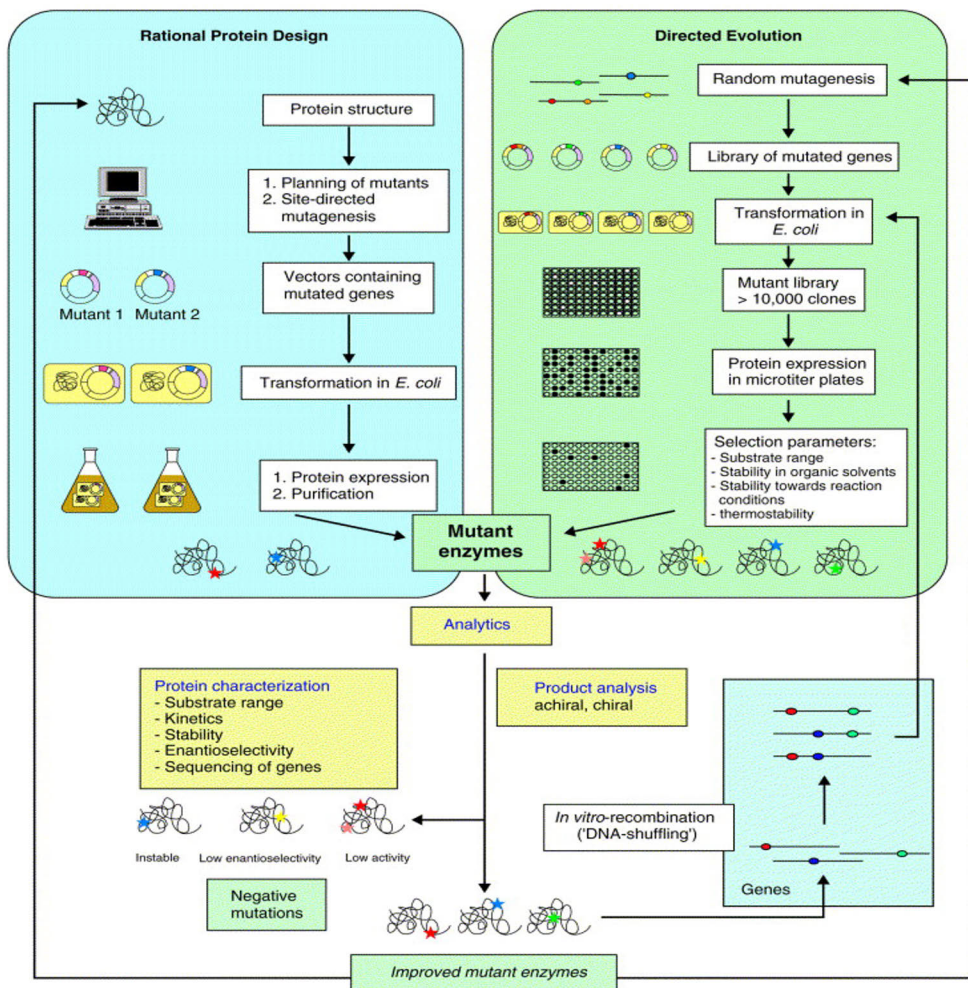 Rational Protein Design
Protein structure
1. Planning of mutants
2. Site-directed
mutagenesis
Vectors containing
mutated genes
Mutant 1
Mutant 2
Transformation in E. coli
1. Protein expression
2. Purification
Directed Evolution
Random mutagenesis
Library of mutated genes
Transformation in
E. coli
Mutant library
> 10,000 clones
Protein expression
in microtiter plates
Selection parameters:
- Substrate range
- Stability in organic solvents
- Stability towards reaction
conditions
- thermostability
Mutant
enzymes
Analytics
Protein characterization
- Substrate range
- Kinetics
- Stability
- Enantioselectivity
- Sequencing of genes
Product analysis
achiral, chiral
Instable
Low enantioselectivity
Low activity
Negative
mutations
In vitro-recombination
('DNA-shuffling')
Genes
Improved mutant enzymes